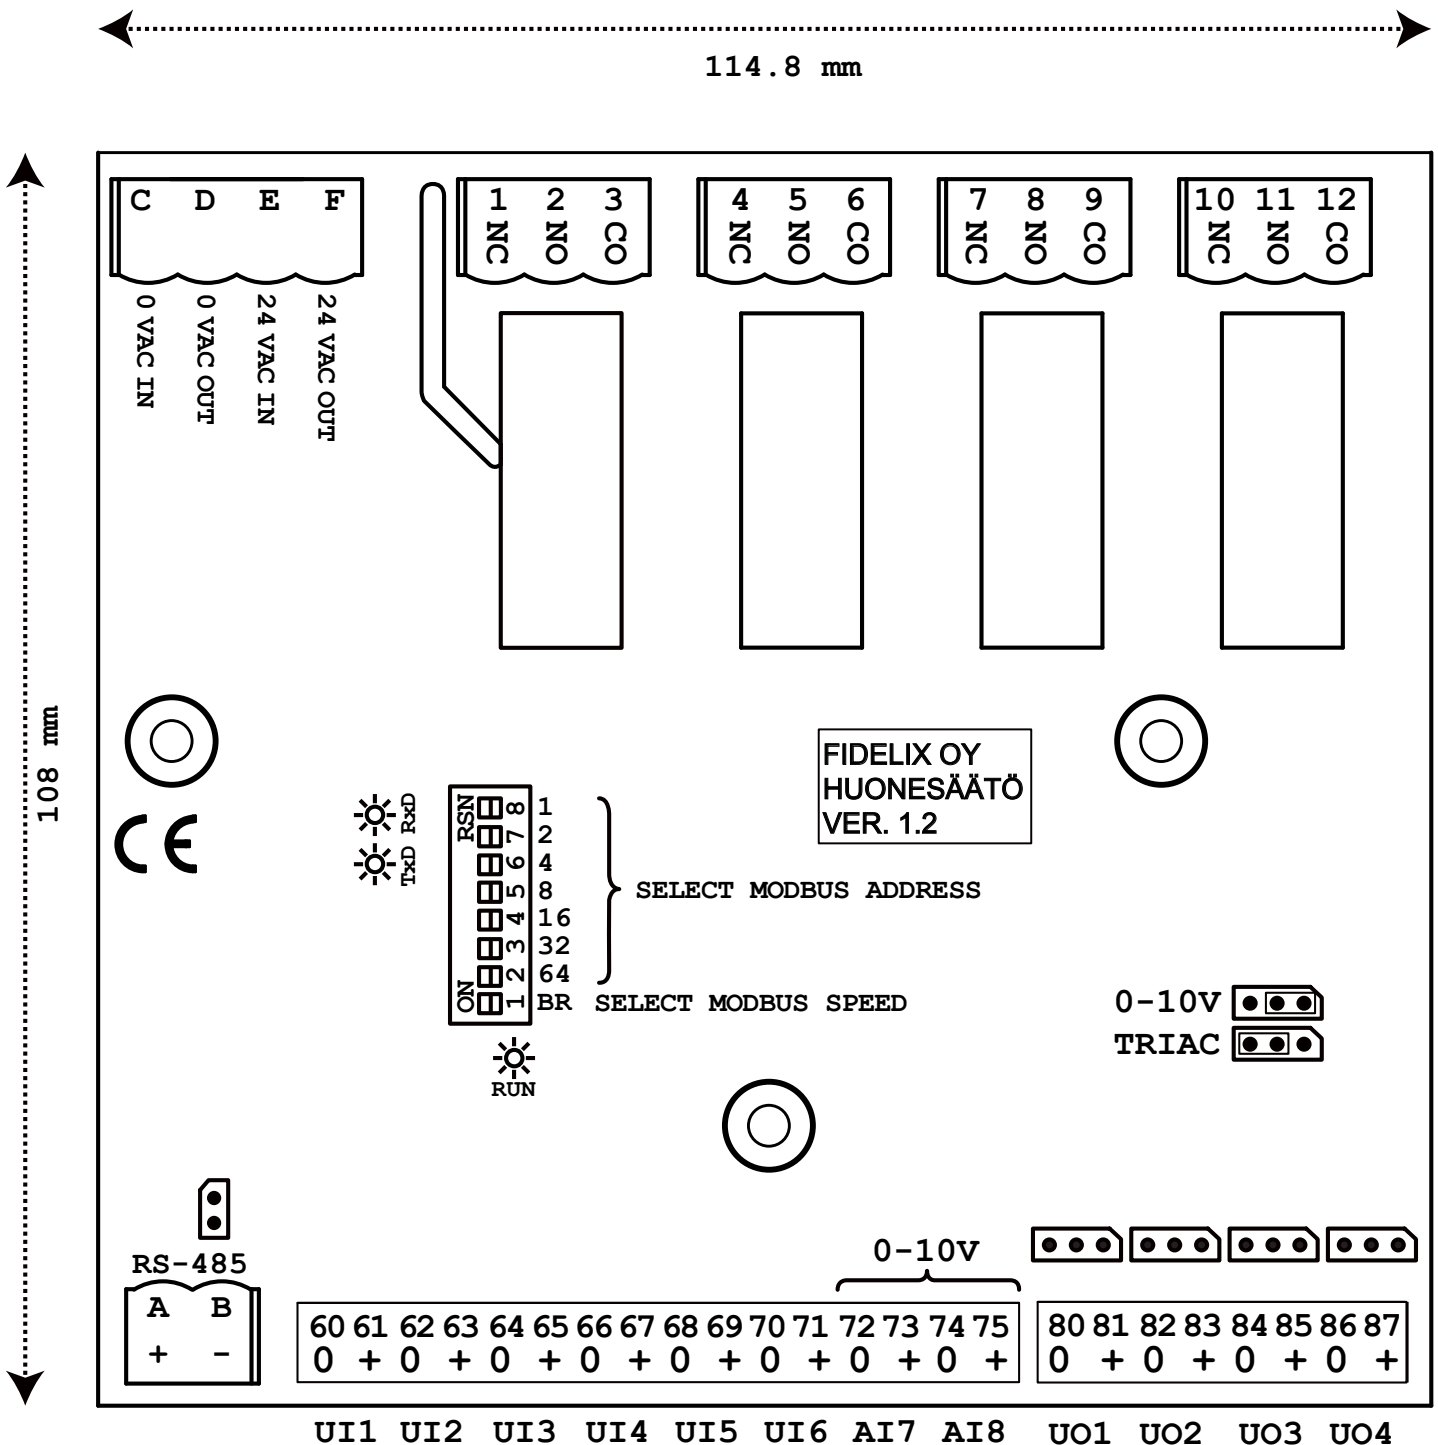 114.8 mm
108 mm
C D E F
0 VAC IN
0 VAC OUT
24 VAC IN
24 VAC OUT
1 2 3
NC NO CO
4 5 6
NC NO CO
7 8 9
NC NO CO
10 11 12
NC NO CO
FIDELIX OY
HUONESÄÄTÖ
VER. 1.2
CE
RxD
TxD
RSN
ON
8 1
7 2
6 4
5 8
4 16
3 32
2 64
1 BR
SELECT MODBUS ADDRESS
SELECT MODBUS SPEED
RUN
0-10V
TRIAC
RS-485
A B
+ -
0-10V
60 61 62 63 64 65 66 67 68 69 70 71 72 73 74 75
0 + 0 + 0 + 0 + 0 + 0 + 0 + 0 +
80 81 82 83 84 85 86 87
0 + 0 + 0 + 0 +
UI1 UI2 UI3 UI4 UI5 UI6 AI7 AI8 UO1 UO2 UO3 UO4